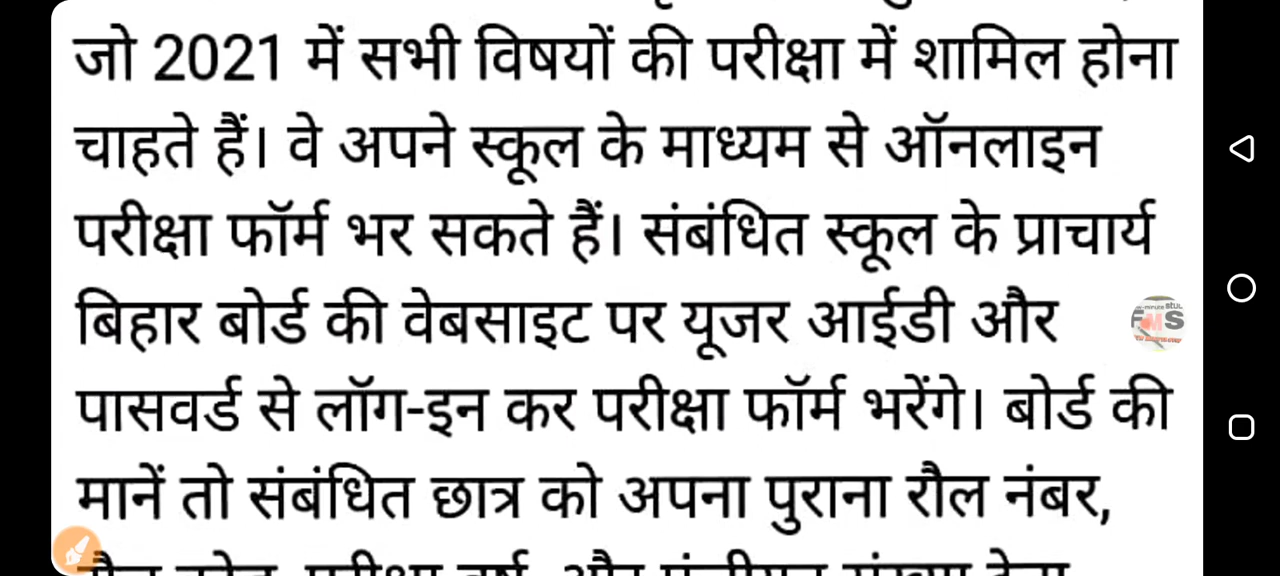 जो 2021 में सभी विषयों की परीक्षा में शामिल होना
चाहते हैं। वे अपने स्कूल के माध्यम से ऑनलाइन
परीक्षा फॉर्म भर सकते हैं। संबंधित स्कूल के प्राचार्य
बिहार बोर्ड की वेबसाइट पर यूजर आईडी और
पासवर्ड से लॉग-इन कर परीक्षा फॉर्म भरेंगे। बोर्ड की
मानें तो संबंधित छात्र को अपना पुराना रौल नंबर,
FMS